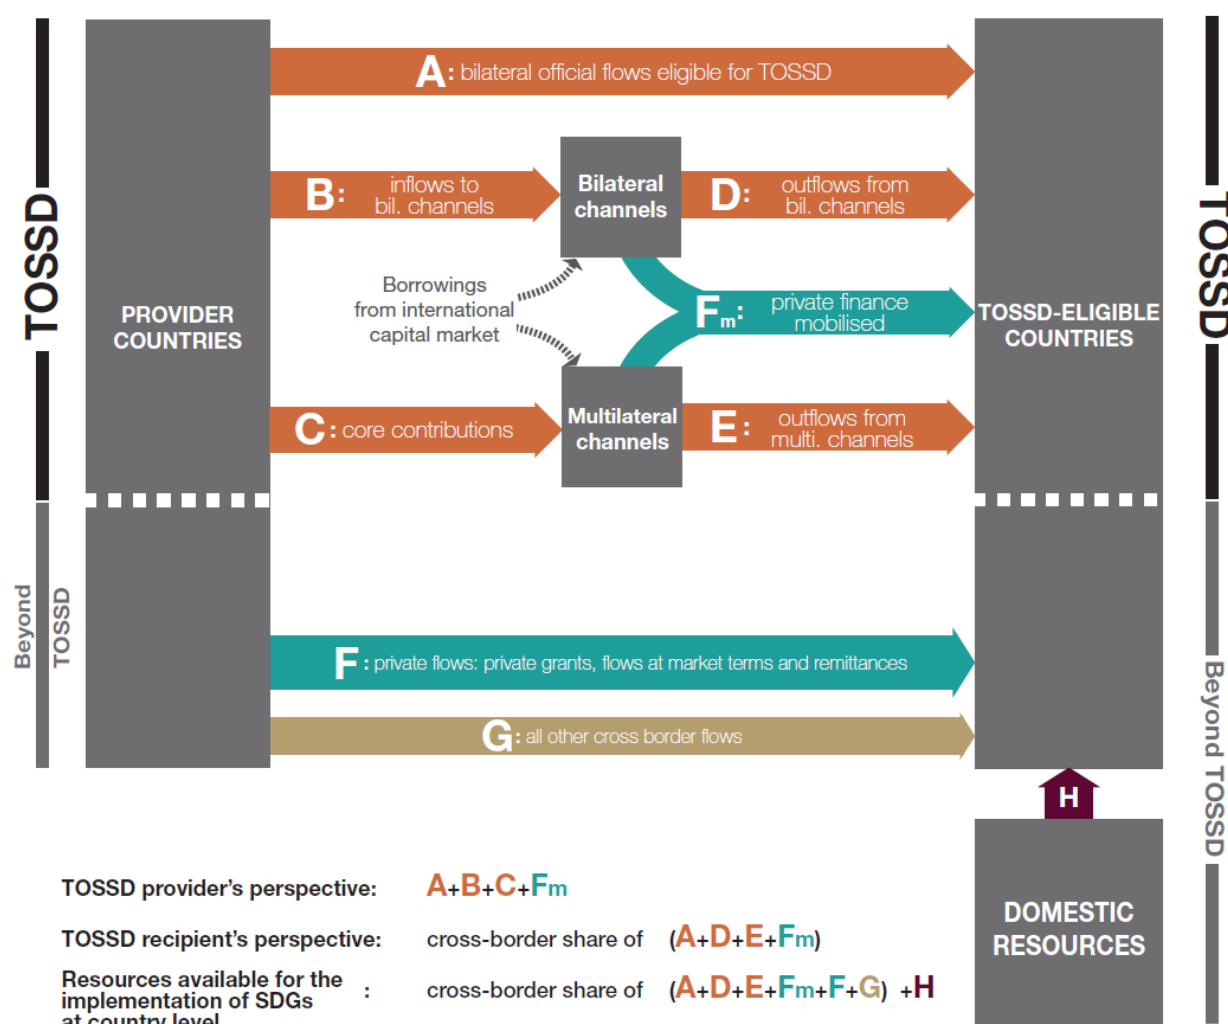 TOSSD
Beyond
TOSSD
PROVIDER
COUNTRIES
A: bilateral official flows eligible for TOSSD
B: inflows to
bil. channels
Bilateral
channels
D: outflows from
bil. channels
Borrowings
from international
capital market
Fm: private finance
mobilised
C: core contributions
Multilateral
channels
E: outflows from
multi. channels
F: private flows: private grants, flows at market terms and remittances
G: all other cross border flows
TOSSD-ELIGIBLE
COUNTRIES
TOSSD
Beyond TOSSD
H
DOMESTIC
RESOURCES
TOSSD provider's perspective: A+B+C+Fm
TOSSD recipient's perspective: cross-border share of (A+D+E+Fm)
Resources available for the
implementation of SDGs : cross-border share of (A+D+E+Fm+F+G) +H
at country level